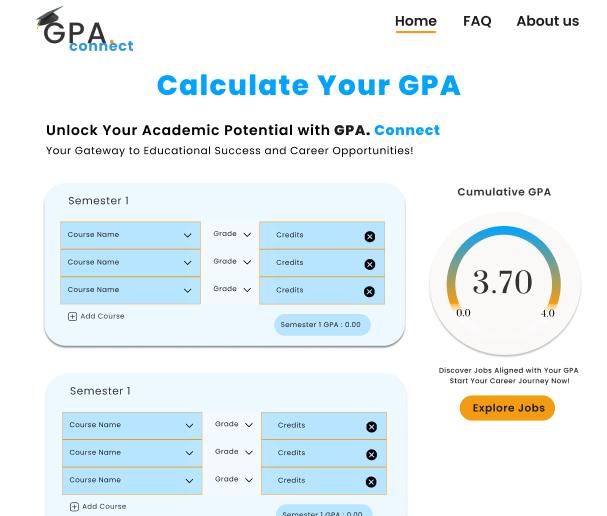 GPA.
connect
Home FAQ About us
Calculate Your GPA
Unlock Your Academic Potential with GPA. Connect
Your Gateway to Educational Success and Career Opportunities!
Semester 1
Course Name Grade Credits
Course Name Grade Credits
Course Name Grade Credits
Add Course
Semester 1 GPA : 0.00
Cumulative GPA
3.70
0.0 4.0
Discover Jobs Aligned with Your GPA
Start Your Career Journey Now!
Explore Jobs
Semester 1
Course Name Grade Credits
Course Name Grade Credits
Course Name Grade Credits
Add Course
Semester 1 GPA : 0.00